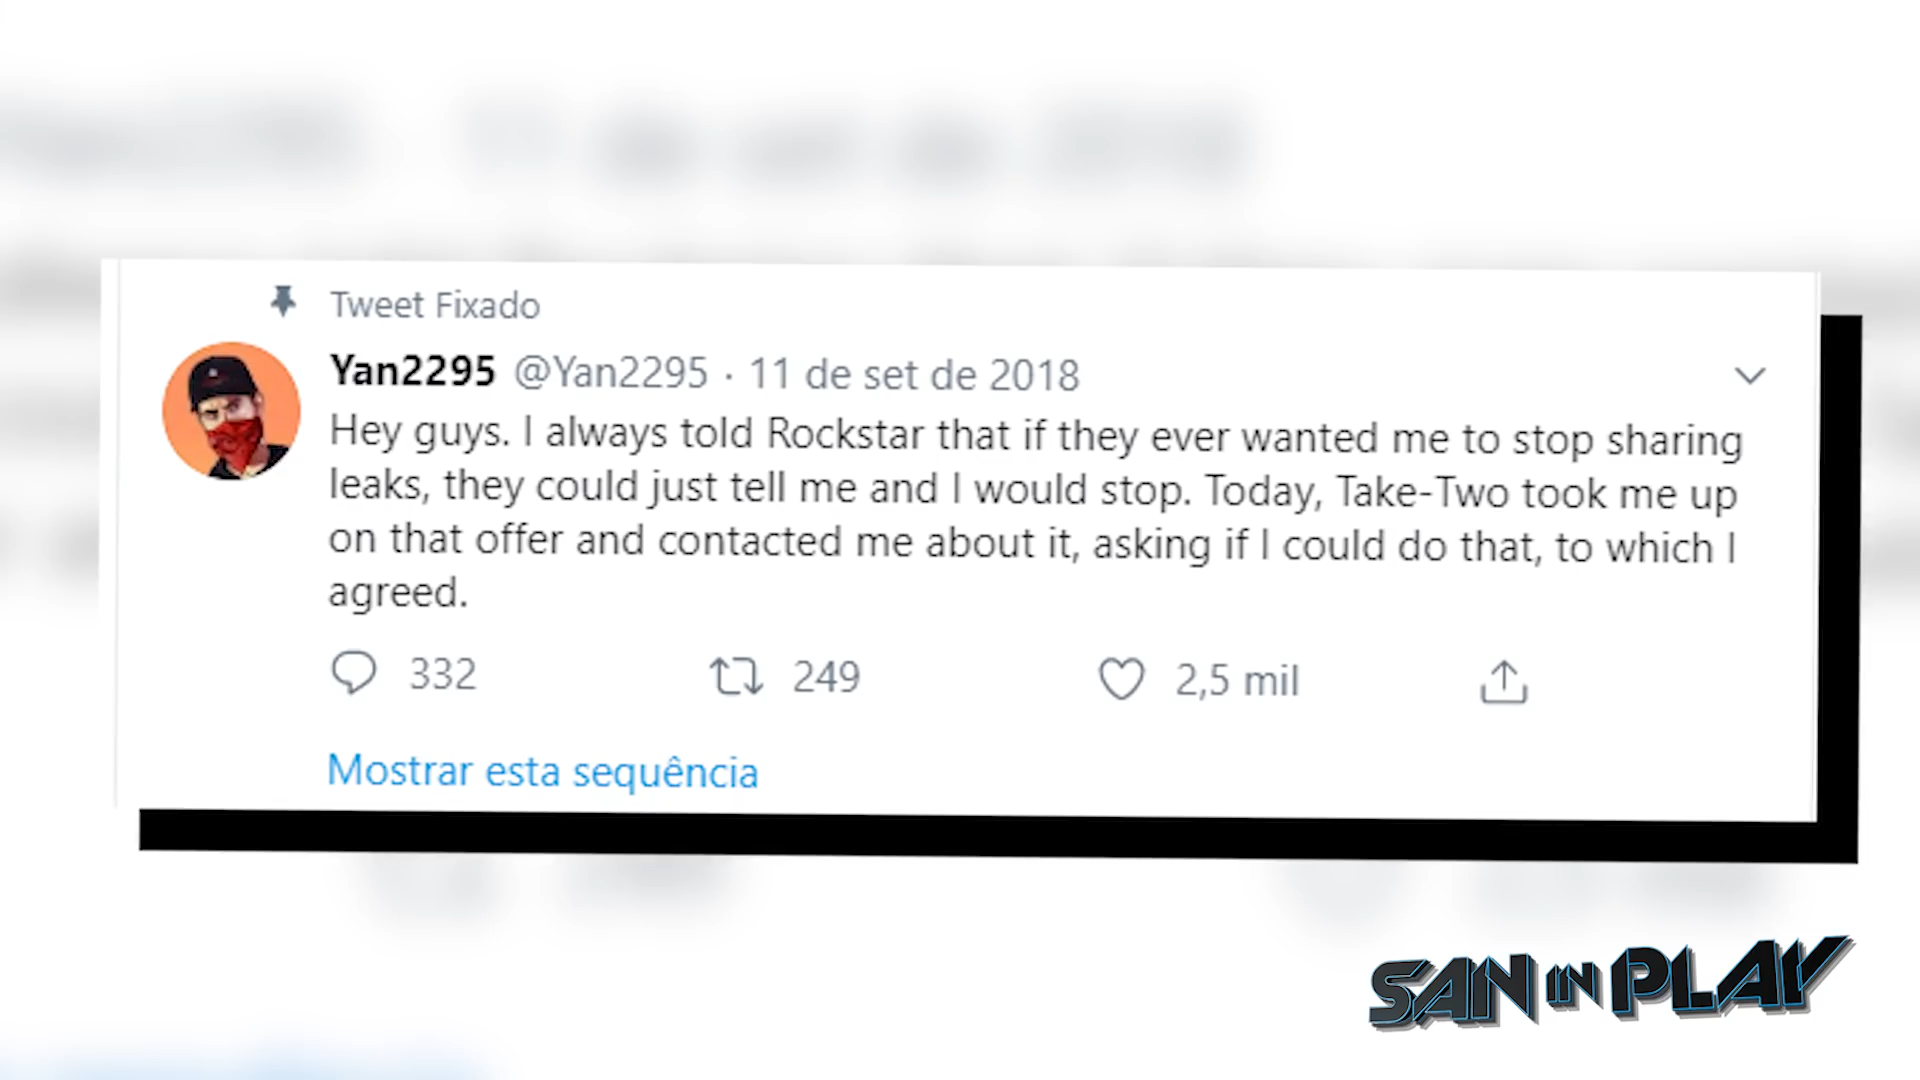 Tweet Fixado
Yan2295 @Yan2295 · 11 de set de 2018
Hey guys. I always told Rockstar that if they ever wanted me to stop sharing
leaks, they could just tell me and I would stop. Today, Take-Two took me up
on that offer and contacted me about it, asking if I could do that, to which I
agreed.
332 249 2,5 mil
Mostrar esta sequência
SAN IN PLAY